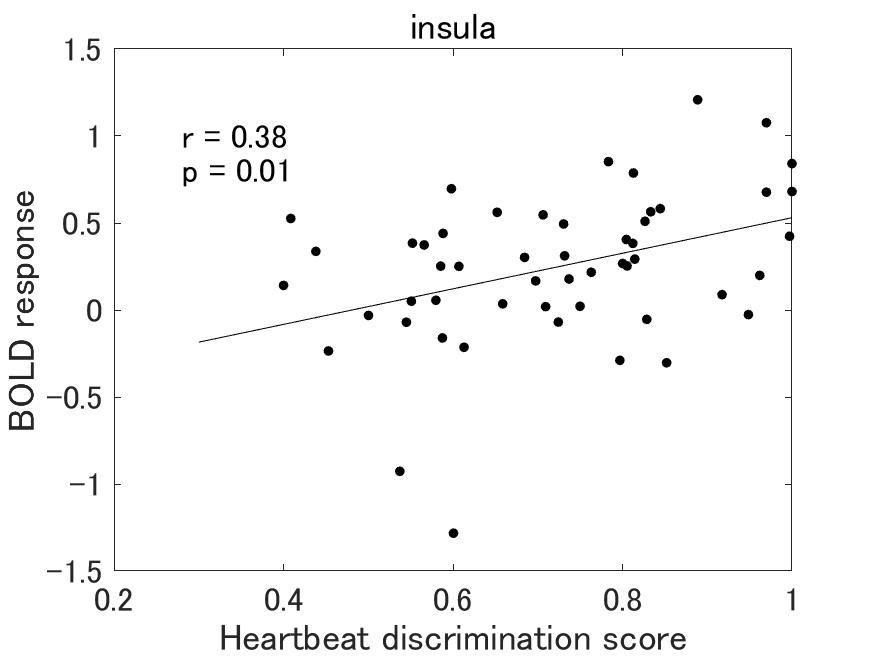 insula
1.5
1
0.5
0
−0.5
−1
−1.5
r = 0.38
p = 0.01
BOLD response
0.2 0.4 0.6 0.8 1
Heartbeat discrimination score